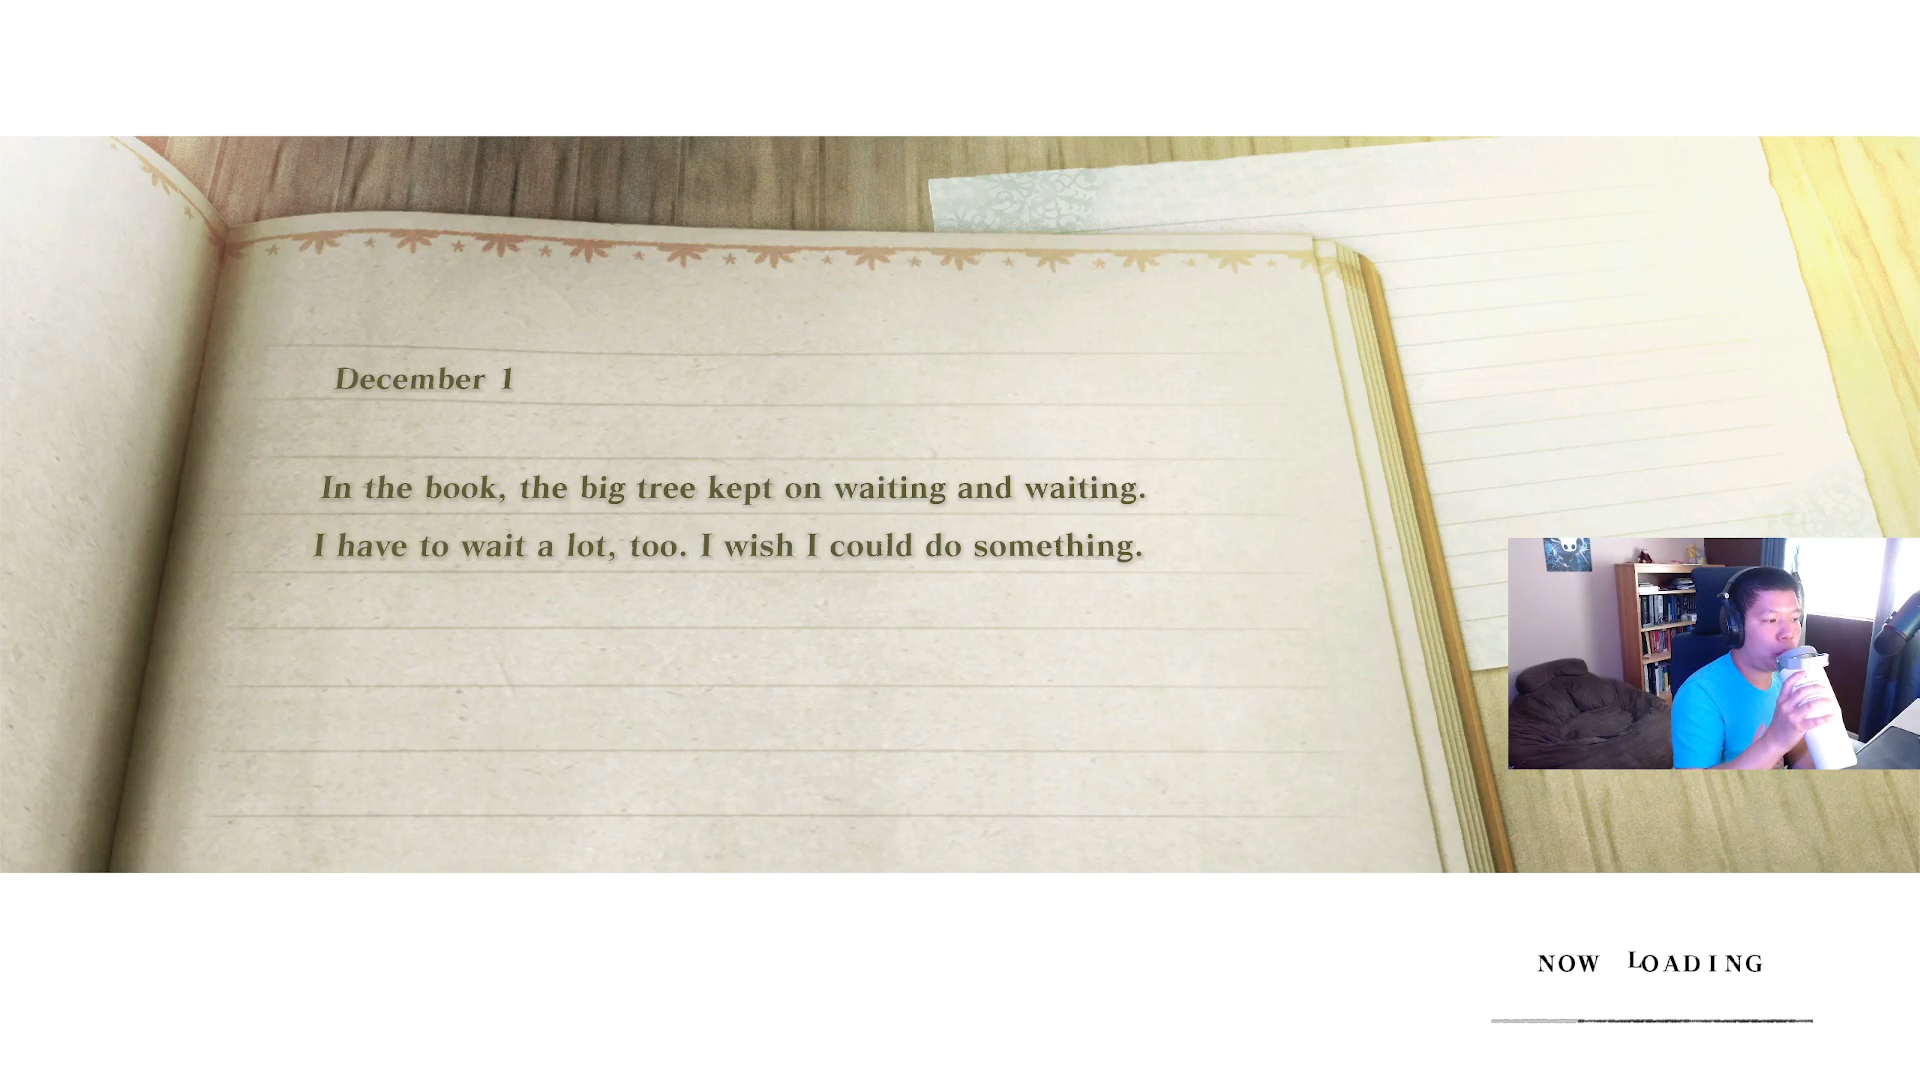 December 1
In the book, the big tree kept on waiting and waiting.
I have to wait a lot, too. I wish I could do something.
NOW LOADING